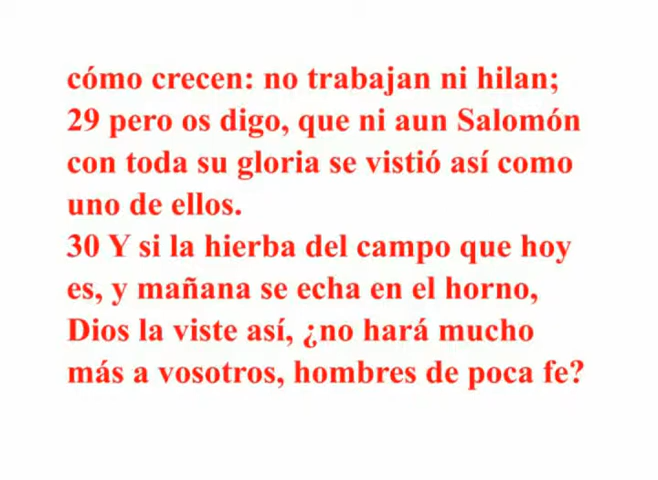 cómo crecen: no trabajan ni hilan;
29 pero os digo, que ni aun Salomón
con toda su gloria se vistió así como
uno de ellos.
30 Y si la hierba del campo que hoy
es, y mañana se echa en el horno,
Dios la viste así, ¿no hará mucho
más a vosotros, hombres de poca fe?